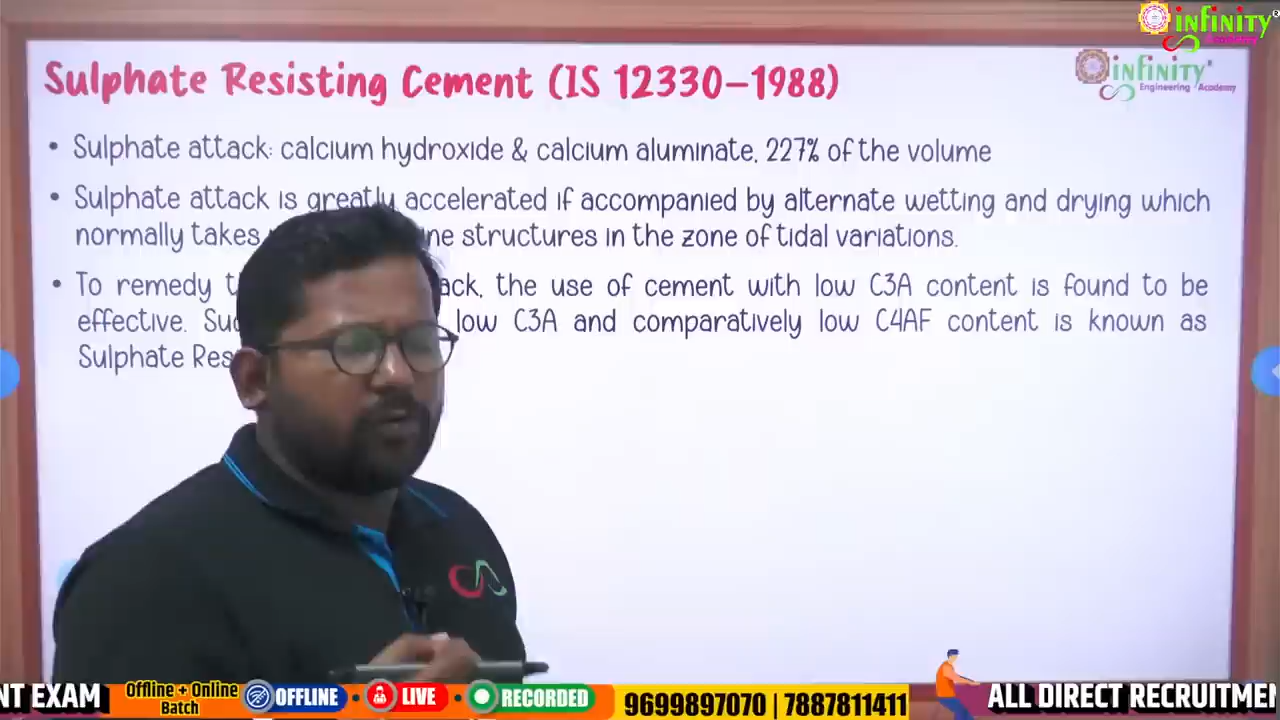 infinity
Academy
Sulphate Resisting Cement (IS 12330-1988)
infinity
Engineering Academy
• Sulphate attack: calcium hydroxide & calcium aluminate, 227% of the volume
• Sulphate attack is greatly accelerated if accompanied by alternate wetting and drying which
normally takes ne structures in the zone of tidal variations.
• To remedy ack, the use of cement with low C3A content is found to be
effective. low C3A and comparatively low C4AF content is known as
Sulphate Res
NT EXAM
Offline + Online
Batch
OFFLINE
LIVE
RECORDED
9699897070 | 7887811411
ALL DIRECT RECRUITME